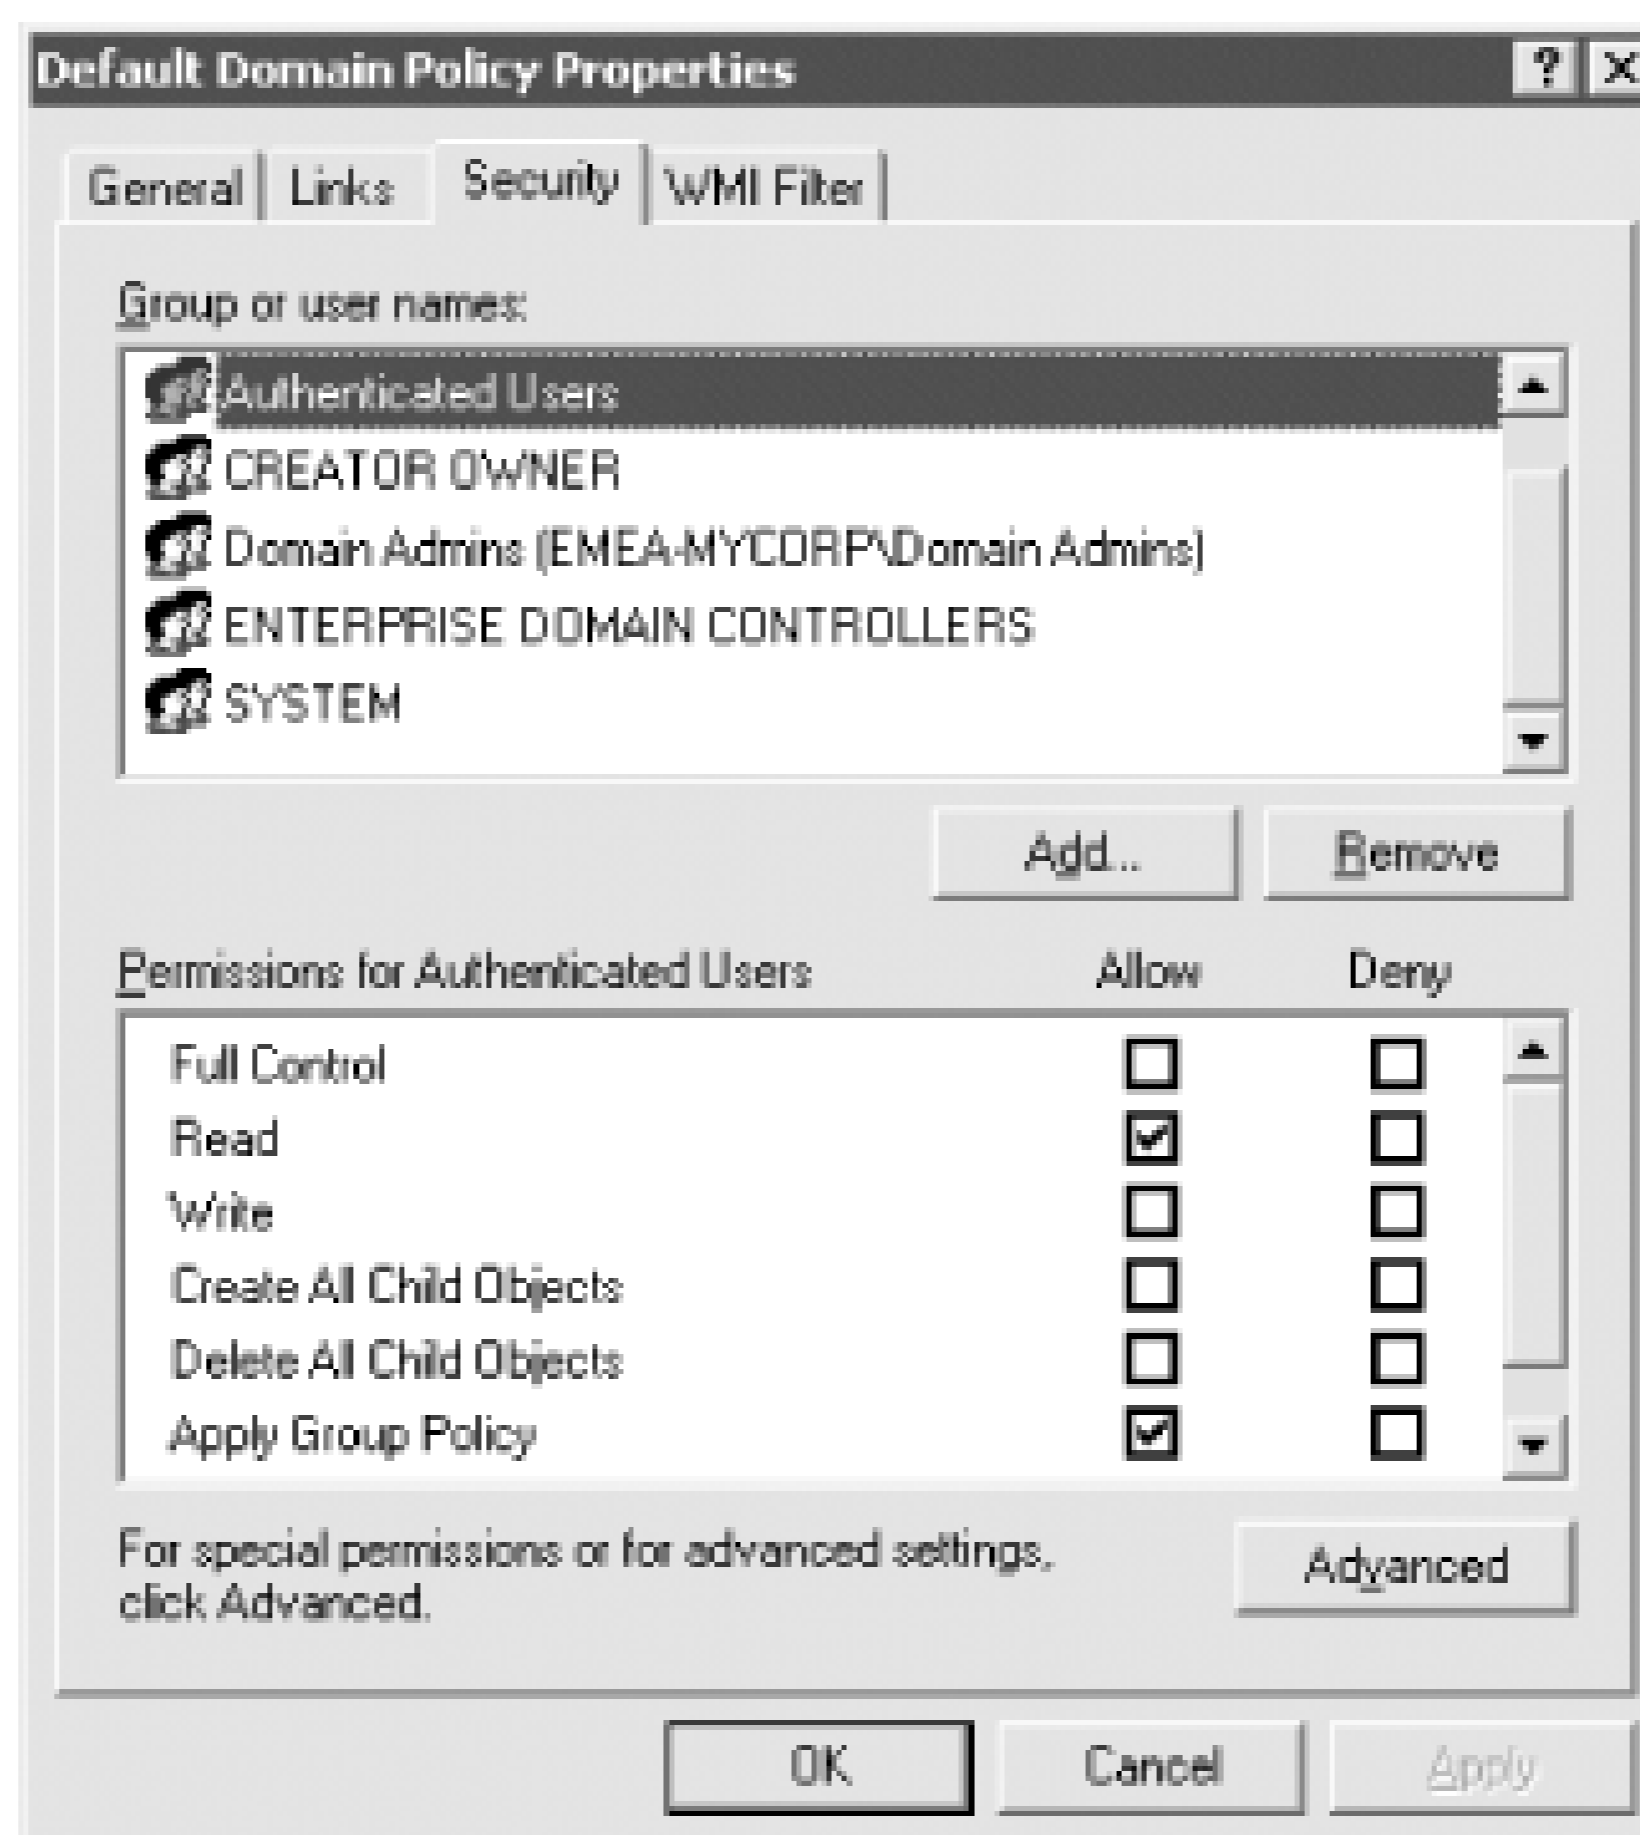 Default Domain Policy Properties ? X
General Links Security WMI Filter
Group or user names:
Authenticated Users
CREATOR OWNER
Domain Admins (EMEA-MYCORP\Domain Admins)
ENTERPRISE DOMAIN CONTROLLERS
SYSTEM
Add... Remove
Permissions for Authenticated Users Allow Deny
Full Control
Read
Write
Create All Child Objects
Delete All Child Objects
Apply Group Policy
For special permissions or for advanced settings,
click Advanced.
Advanced
OK Cancel Apply